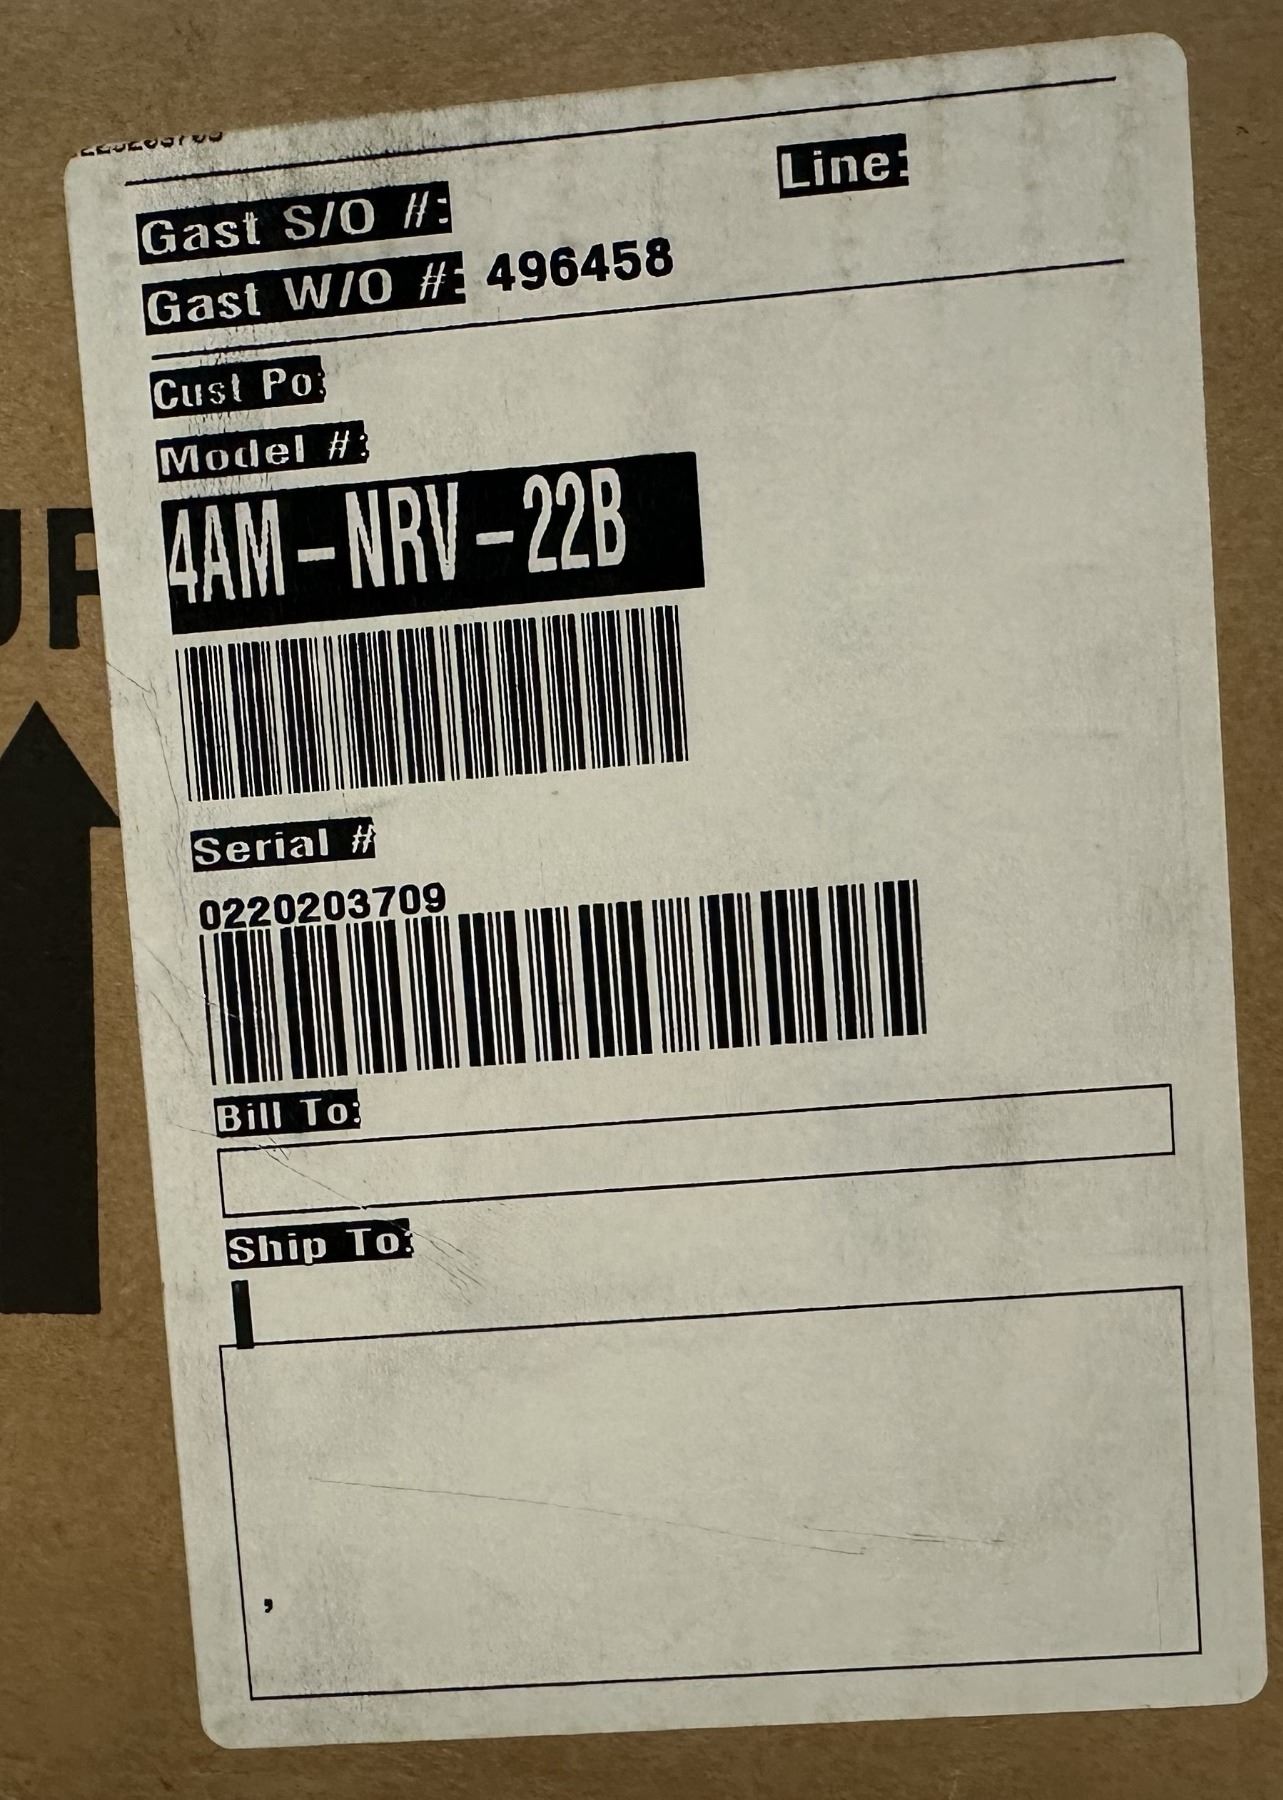 Line:
Gast S/O #:
Gast W/O #: 496458
Cust Po:
Model #:
4AM-NRV-22B
Serial #
0220203709
Bill To:
Ship To:
,